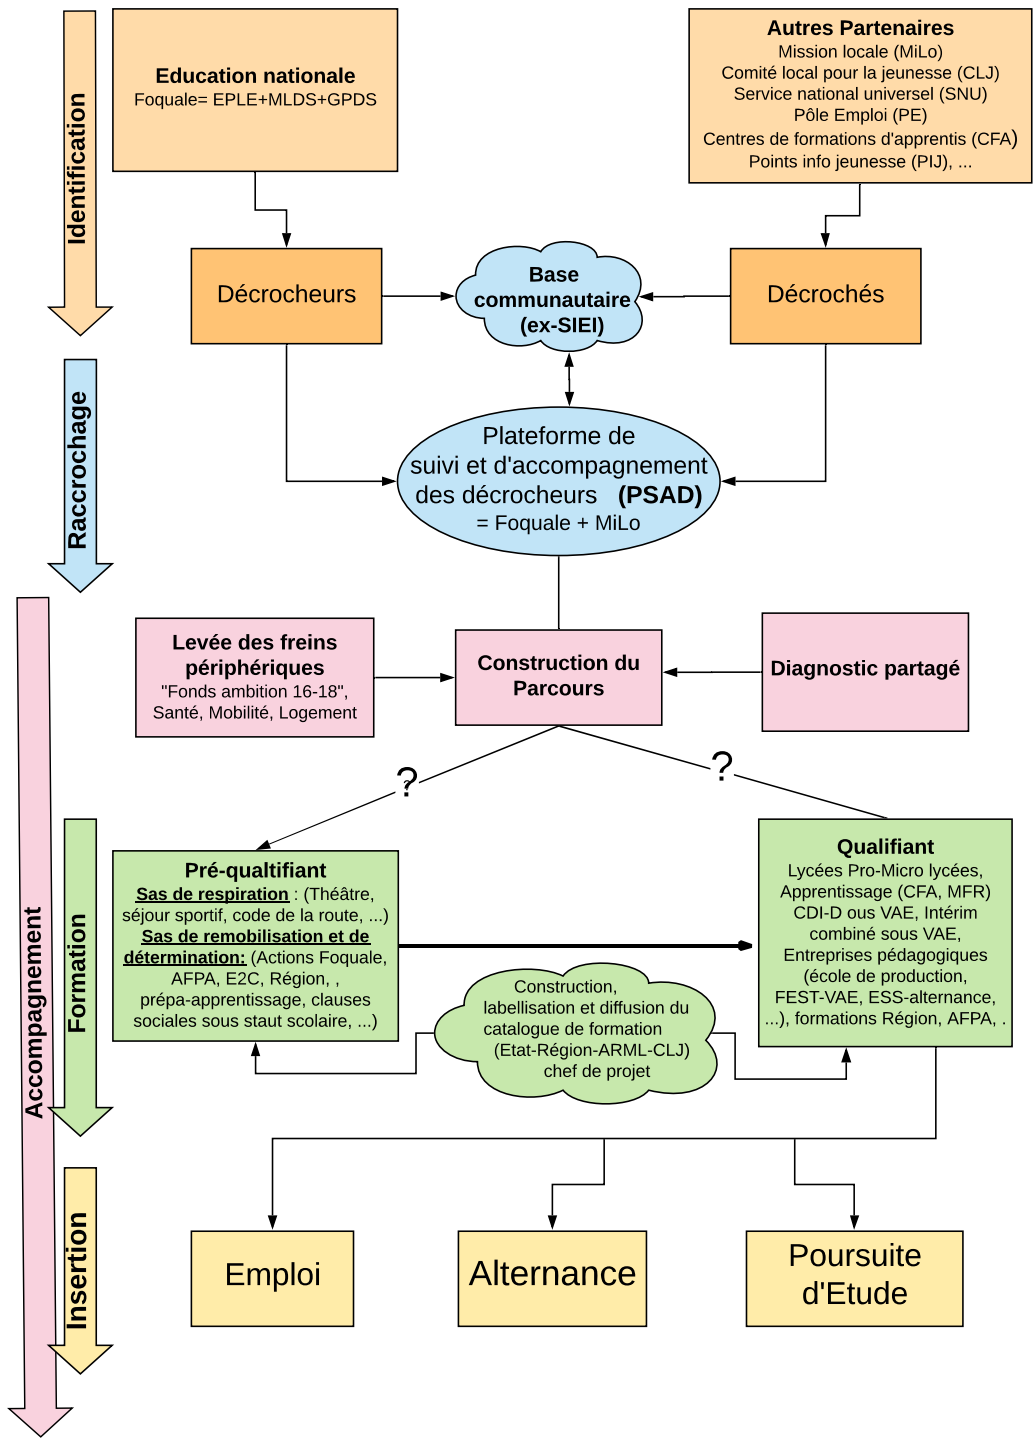 Identification
Education nationale
Foquale= EPLE+MLDS+GPDS
Autres Partenaires
Mission locale (MiLo)
Comité local pour la jeunesse (CLJ)
Service national universel (SNU)
Pôle Emploi (PE)
Centres de formations d'apprentis (CFA)
Points info jeunesse (PIJ), ...
Décrocheurs
Base
communautaire
(ex-SIEI)
Décrochés
Raccrochage
Plateforme de
suivi et d'accompagnement
des décrocheurs (PSAD)
= Foquale + MiLo
Accompagnement
Levée des freins
périphériques
"Fonds ambition 16-18",
Santé, Mobilité, Logement
Construction du
Parcours
Diagnostic partagé
?
?
Formation
Pré-qualtifiant
Sas de respiration : (Théâtre,
séjour sportif, code de la route, ...)
Sas de remobilisation et de
détermination: (Actions Foquale,
AFPA, E2C, Région, ,
prépa-apprentissage, clauses
sociales sous staut scolaire, ...)
Qualifiant
Lycées Pro-Micro lycées,
Apprentissage (CFA, MFR)
CDI-D ous VAE, Intérim
combiné sous VAE,
Entreprises pédagogiques
(école de production,
FEST-VAE, ESS-alternance,
...), formations Région, AFPA, .
Construction,
labellisation et diffusion du
catalogue de formation
(Etat-Région-ARML-CLJ)
chef de projet
Insertion
Emploi
Alternance
Poursuite
d'Etude